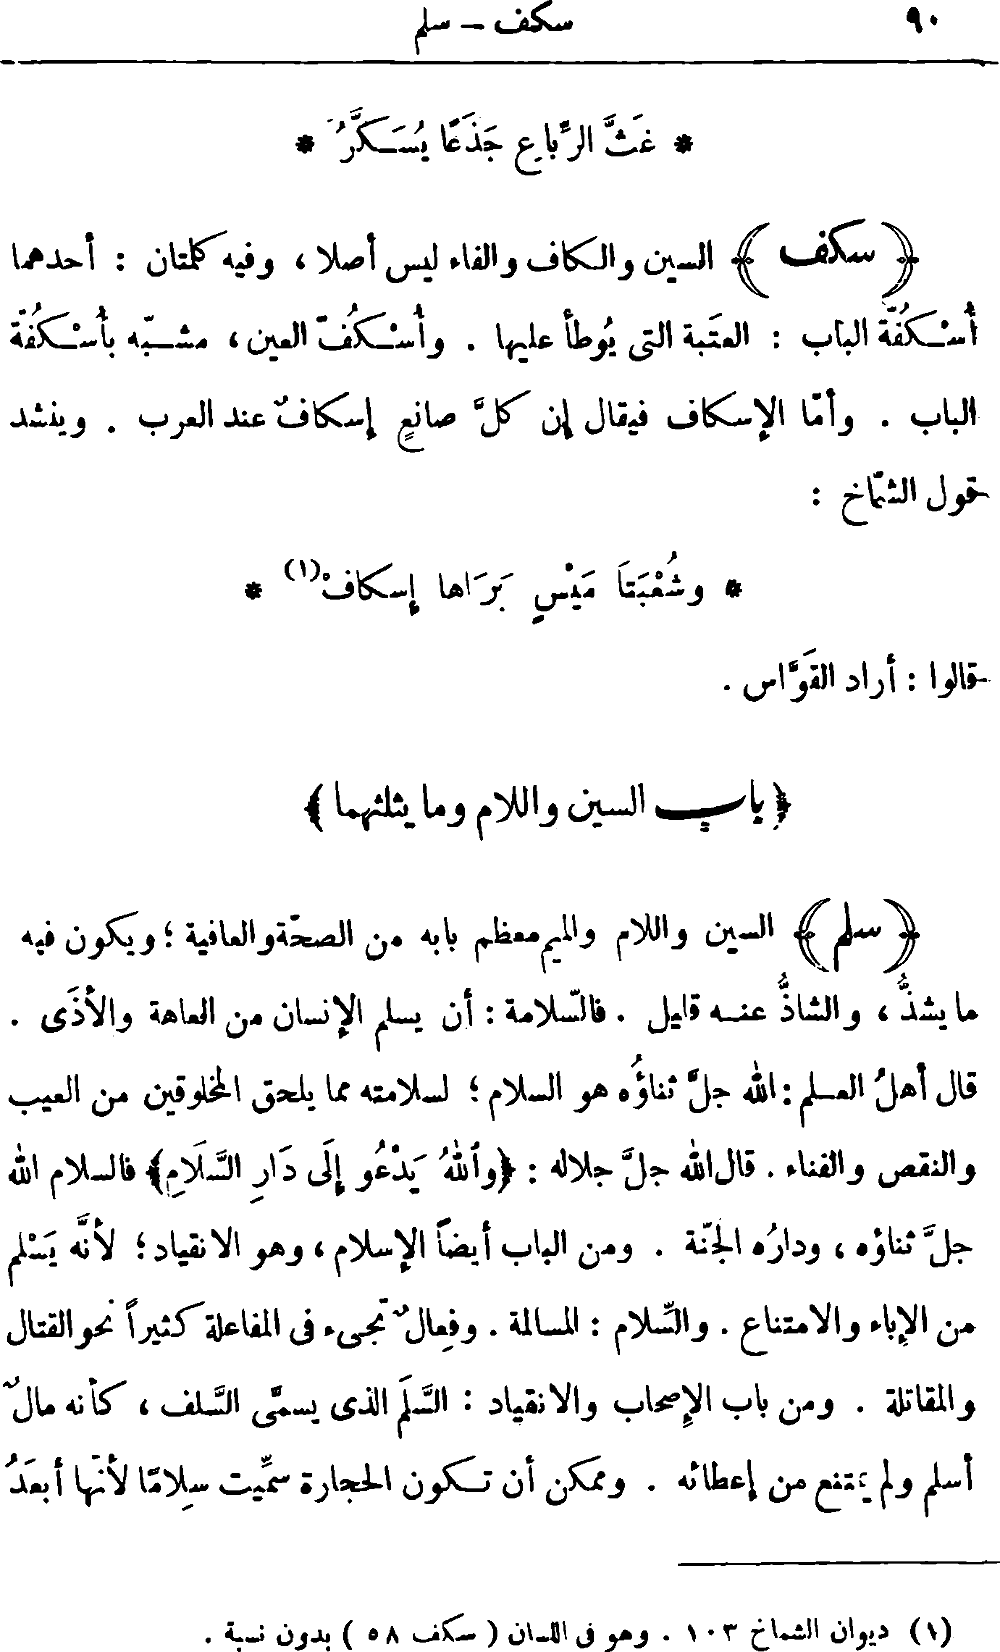 ٩٠ سكف — سلم
* غَثَّ الرِّبَاعِ جَذَعًا يُسَكَّرُ *
﴿ سكف ﴾ السين والكاف والفاء ليس أصلا ، وفيه كلمتان : أحدهما
أُسْكُفّة الباب : العتَبة التى يُوطأ عليها . وأُسْكُفّ العين ، مشبّه بأُسْكُفّة
الباب . وأمّا الإسكاف فيقال إن كلَّ صانعٍ إسكافٌ عند العرب . وينشد
قول الشمّاخ :
* وشُعْبَتَا مَيْسٍ بَرَاها إسكافْ (١) *
قالوا : أراد القَوَّاس .
﴿ باب السين واللام وما يثلثهما ﴾
﴿ سلم ﴾ السين واللام والميم معظم بابه من الصحّة والعافية ؛ ويكون فيه
ما يشذُّ ، والشاذُّ عنه قليل . فالسّلامة : أن يسلم الإنسان من العاهة والأذَى .
قال أهلُ العلم : الله جلَّ ثناؤُه هو السلام ؛ لسلامته مما يلحق المخلوقين من العيب
والنقص والفناء . قال الله جلَّ جلاله : ﴿وٱللهُ يَدْعُو إِلَى دَارِ السَّلَامِ﴾ فالسلام الله
جلَّ ثناؤه ، ودارُه الجنّة . ومن الباب أيضاً الإسلام ، وهو الانقياد ؛ لأنَّه يَسْلم
من الإباء والامتناع . والسِّلام : المسالمة . وفِعالٌ تجىء فى المفاعلة كثيراً نحو القتال
والمقاتلة . ومن باب الإصحاب والانقياد : السَّلَم الذى يسمَّى السَّلف ، كأنه مالٌ
أسلم ولم يمتنع من إعطائه . وممكن أن تكون الحجارة سمِّيت سِلامًا لأنّها أبعَدُ
(١) ديوان الشماخ ١٠٣ . وهو فى اللسان ( سكف ٥٨ ) بدون نسبة .